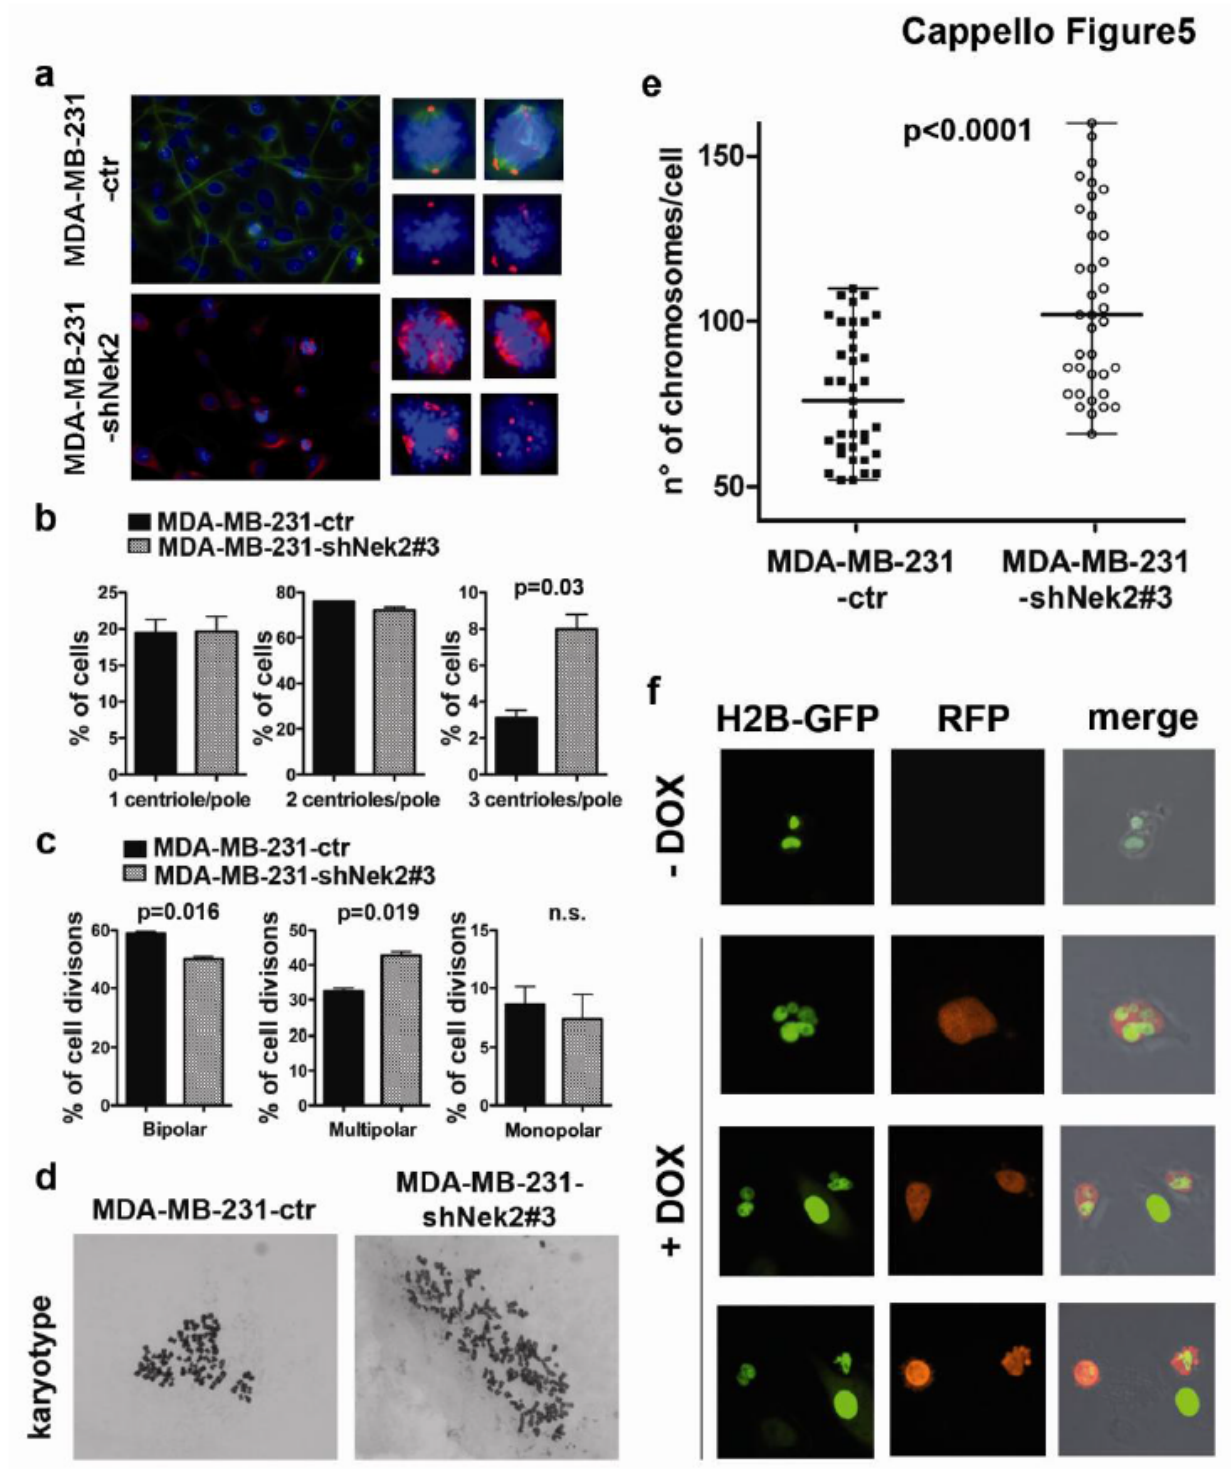 Cappello Figure5
a
MDA-MB-231
-ctr
MDA-MB-231
-shNek2
b
MDA-MB-231-ctr
MDA-MB-231-shNek2#3
% of cells
25
20
15
10
5
0
1 centriole/pole
% of cells
80
60
40
20
0
2 centrioles/pole
% of cells
10
8
6
4
2
0
p=0.03
3 centrioles/pole
c
MDA-MB-231-ctr
MDA-MB-231-shNek2#3
% of cell divisons
60
40
20
0
p=0.016
Bipolar
% of cell divisons
50
40
30
20
10
0
p=0.019
Multipolar
% of cell divisons
15
10
5
0
n.s.
Monopolar
d
MDA-MB-231-ctr
MDA-MB-231-
shNek2#3
karyotype
e
n° of chromosomes/cell
150
100
50
p<0.0001
MDA-MB-231
-ctr
MDA-MB-231
-shNek2#3
f
H2B-GFP
RFP
merge
- DOX
+ DOX